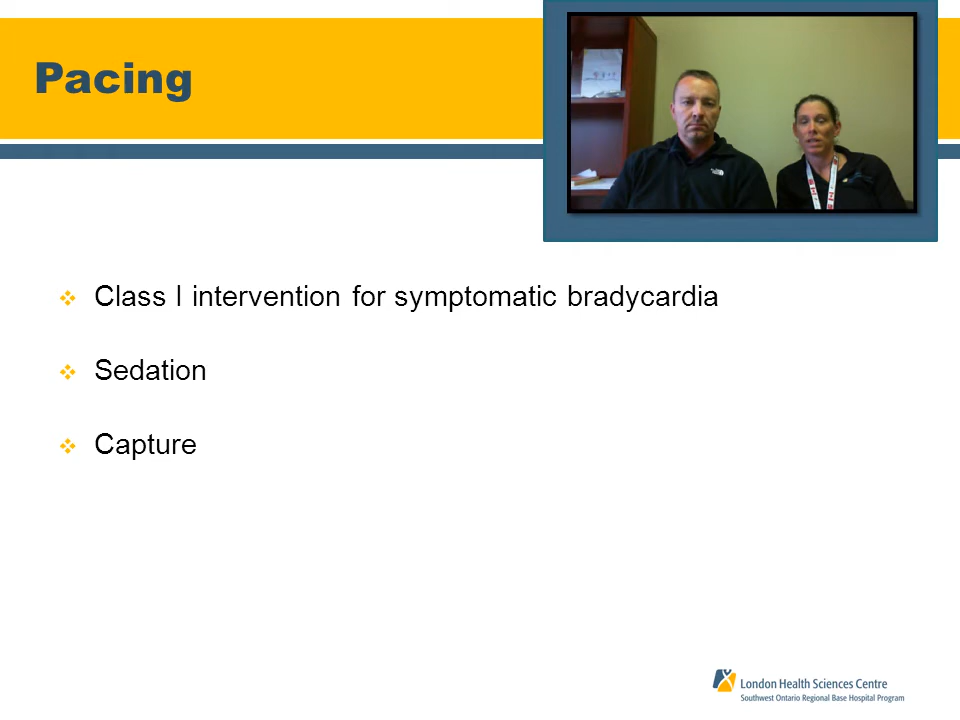 Pacing
Class I intervention for symptomatic bradycardia
Sedation
Capture
London Health Sciences Centre
Southwest Ontario Regional Base Hospital Program